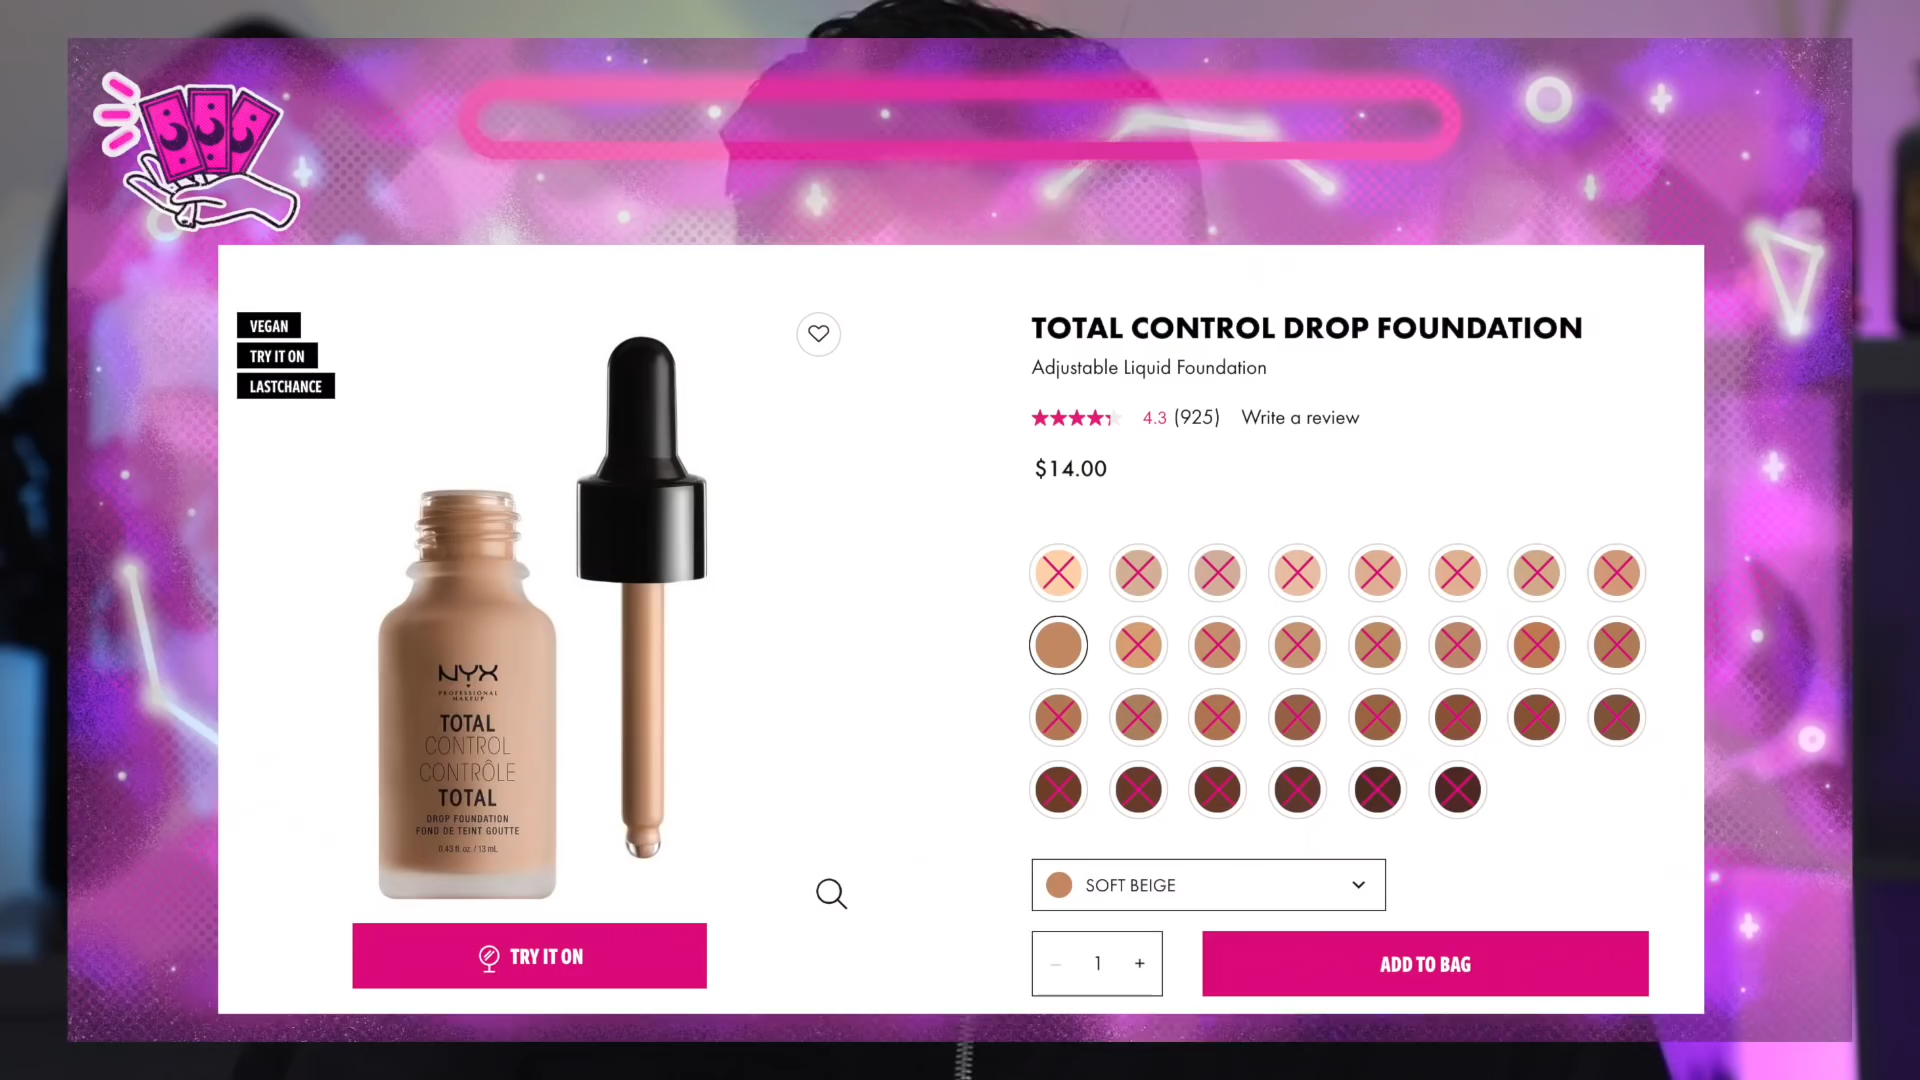 VEGAN
TRY IT ON
LASTCHANCE
NYX
PROFESSIONAL
MAKEUP
TOTAL
CONTROL
CONTRÔLE
TOTAL
DROP FOUNDATION
FOND DE TEINT GOUTTE
0.43 fl. oz. / 13 mL
TRY IT ON
TOTAL CONTROL DROP FOUNDATION
Adjustable Liquid Foundation
4.3 (925) Write a review
$14.00
SOFT BEIGE
− 1 +
ADD TO BAG